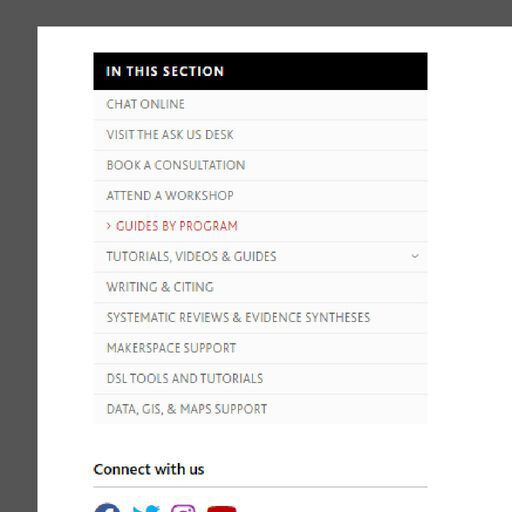 IN THIS SECTION
CHAT ONLINE
VISIT THE ASK US DESK
BOOK A CONSULTATION
ATTEND A WORKSHOP
› GUIDES BY PROGRAM
TUTORIALS, VIDEOS & GUIDES
WRITING & CITING
SYSTEMATIC REVIEWS & EVIDENCE SYNTHESES
MAKERSPACE SUPPORT
DSL TOOLS AND TUTORIALS
DATA, GIS, & MAPS SUPPORT
Connect with us